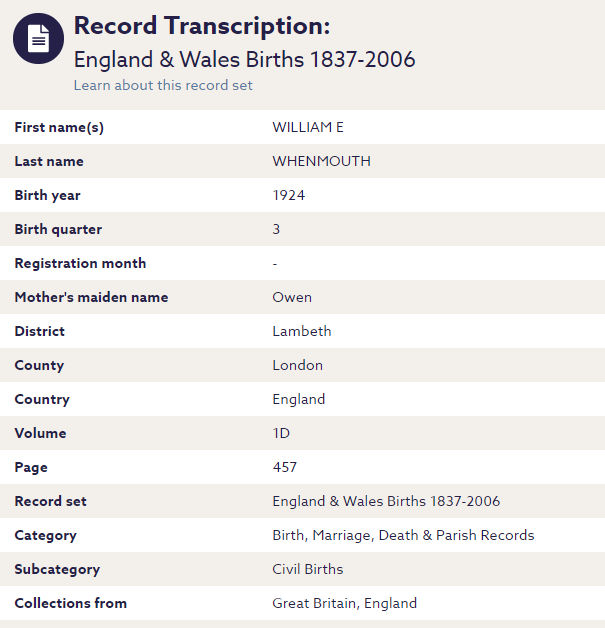 Record Transcription:
England & Wales Births 1837-2006
Learn about this record set
First name(s) WILLIAM E
Last name WHENMOUTH
Birth year 1924
Birth quarter 3
Registration month -
Mother's maiden name Owen
District Lambeth
County London
Country England
Volume 1D
Page 457
Record set England & Wales Births 1837-2006
Category Birth, Marriage, Death & Parish Records
Subcategory Civil Births
Collections from Great Britain, England